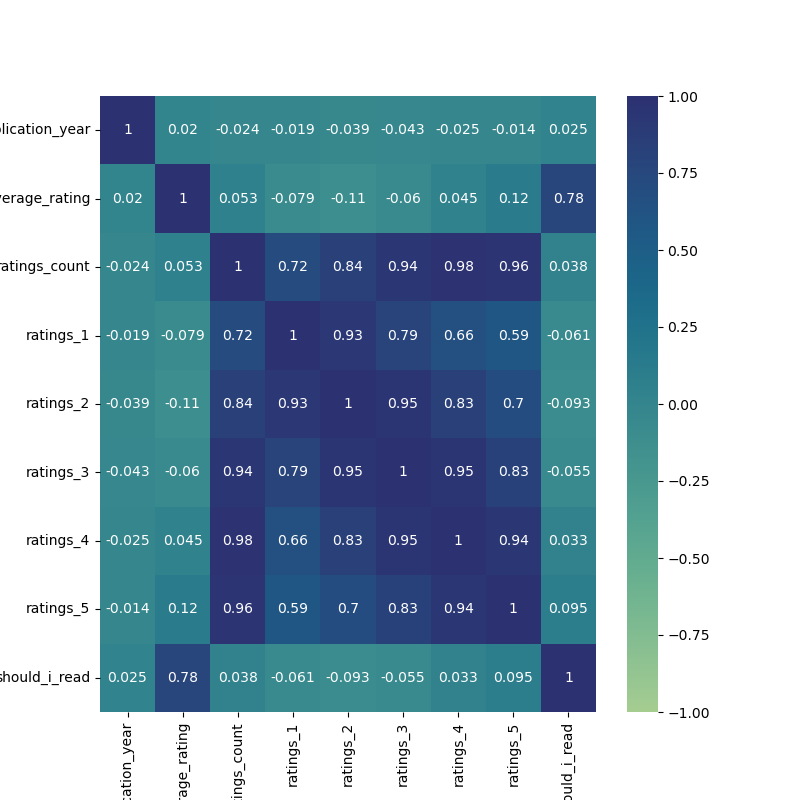 lication_year 1 0.02 -0.024 -0.019 -0.039 -0.043 -0.025 -0.014 0.025
verage_rating 0.02 1 0.053 -0.079 -0.11 -0.06 0.045 0.12 0.78
ratings_count -0.024 0.053 1 0.72 0.84 0.94 0.98 0.96 0.038
ratings_1 -0.019 -0.079 0.72 1 0.93 0.79 0.66 0.59 -0.061
ratings_2 -0.039 -0.11 0.84 0.93 1 0.95 0.83 0.7 -0.093
ratings_3 -0.043 -0.06 0.94 0.79 0.95 1 0.95 0.83 -0.055
ratings_4 -0.025 0.045 0.98 0.66 0.83 0.95 1 0.94 0.033
ratings_5 -0.014 0.12 0.96 0.59 0.7 0.83 0.94 1 0.095
should_i_read 0.025 0.78 0.038 -0.061 -0.093 -0.055 0.033 0.095 1
cation_year
rage_rating
ings_count
ratings_1
ratings_2
ratings_3
ratings_4
ratings_5
ould_i_read
1.00
0.75
0.50
0.25
0.00
−0.25
−0.50
−0.75
−1.00